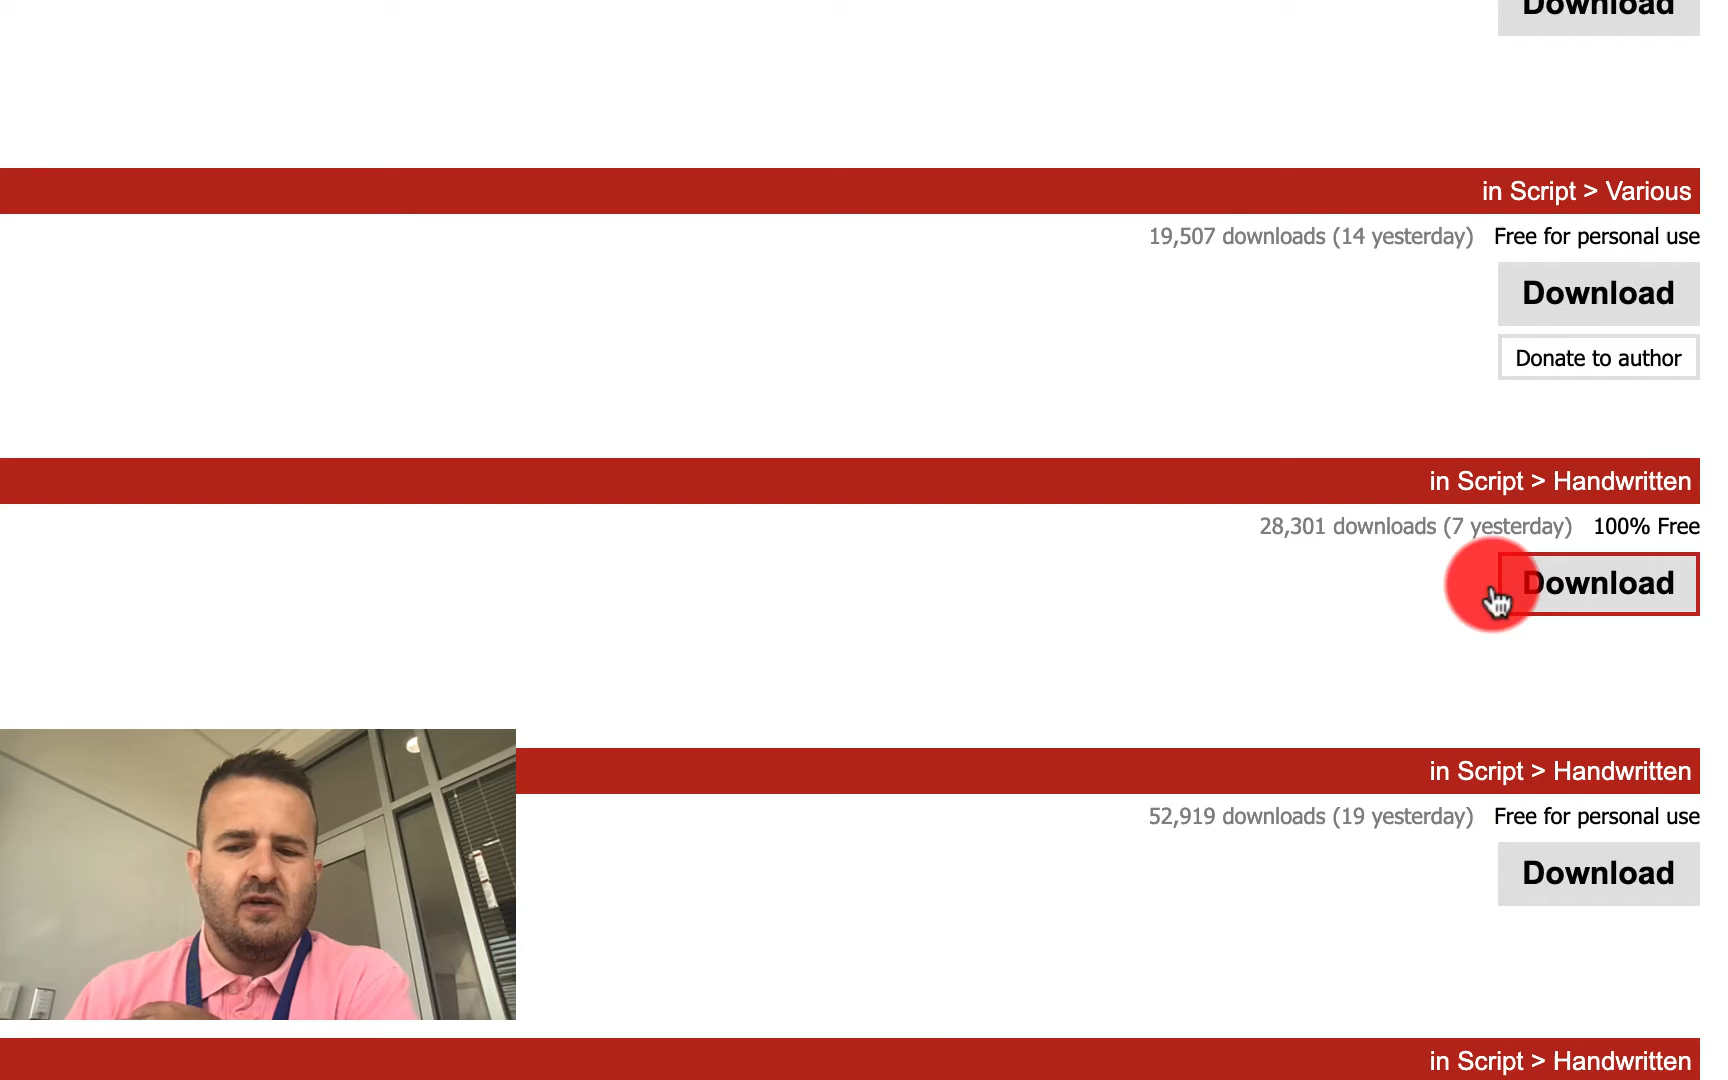 Download
in Script > Various
19,507 downloads (14 yesterday) Free for personal use
Download
Donate to author
in Script > Handwritten
28,301 downloads (7 yesterday) 100% Free
Download
in Script > Handwritten
52,919 downloads (19 yesterday) Free for personal use
Download
in Script > Handwritten